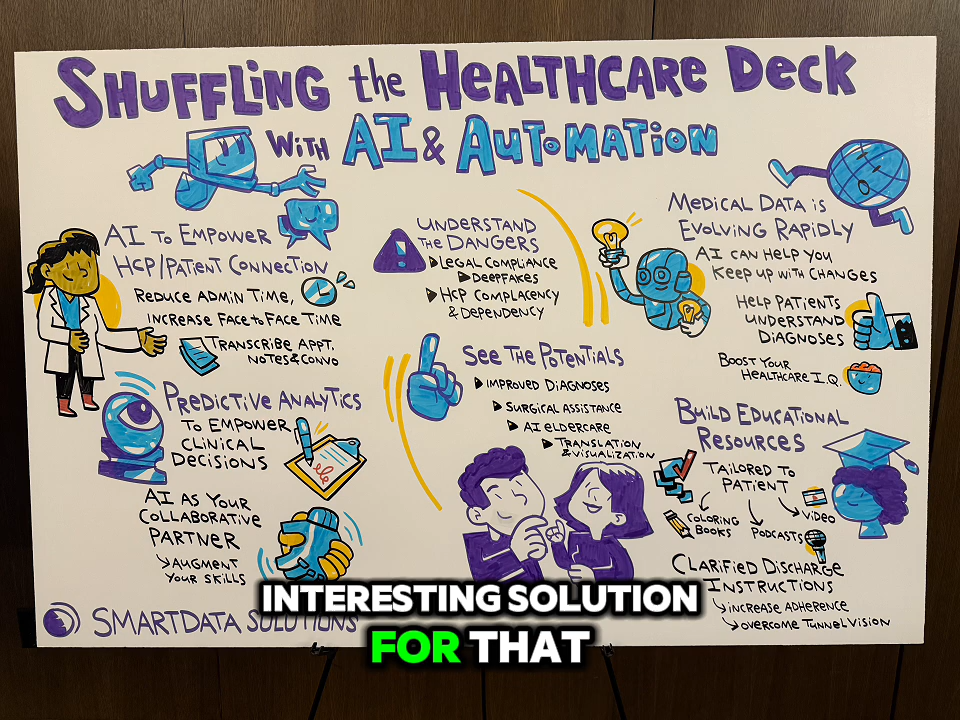 SHUFFLING the HEALTHCARE DECK
WITH AI & AUTOMATION
AI TO EMPOWER
HCP/PATIENT CONNECTION
REDUCE ADMIN TIME,
INCREASE FACE TO FACE TIME
TRANSCRIBE APPT.
NOTES & CONVO
PREDICTIVE ANALYTICS
TO EMPOWER
CLINICAL
DECISIONS
AI AS YOUR
COLLABORATIVE
PARTNER
AUGMENT
YOUR SKILLS
SMARTDATA SOLUTIONS
UNDERSTAND
THE DANGERS
LEGAL COMPLIANCE
DEEPFAKES
HCP COMPLACENCY
& DEPENDENCY
SEE THE POTENTIALS
IMPROVED DIAGNOSES
SURGICAL ASSISTANCE
AI ELDERCARE
TRANSLATION
& VISUALIZATION
MEDICAL DATA IS
EVOLVING RAPIDLY
AI CAN HELP YOU
KEEP UP WITH CHANGES
HELP PATIENTS
UNDERSTAND
DIAGNOSES
BOOST YOUR
HEALTHCARE I.Q.
BUILD EDUCATIONAL
RESOURCES
TAILORED TO
PATIENT
COLORING
BOOKS
PODCASTS
VIDEO
CLARIFIED DISCHARGE
INSTRUCTIONS
INCREASE ADHERENCE
OVERCOME TUNNEL VISION
INTERESTING SOLUTION
FOR THAT